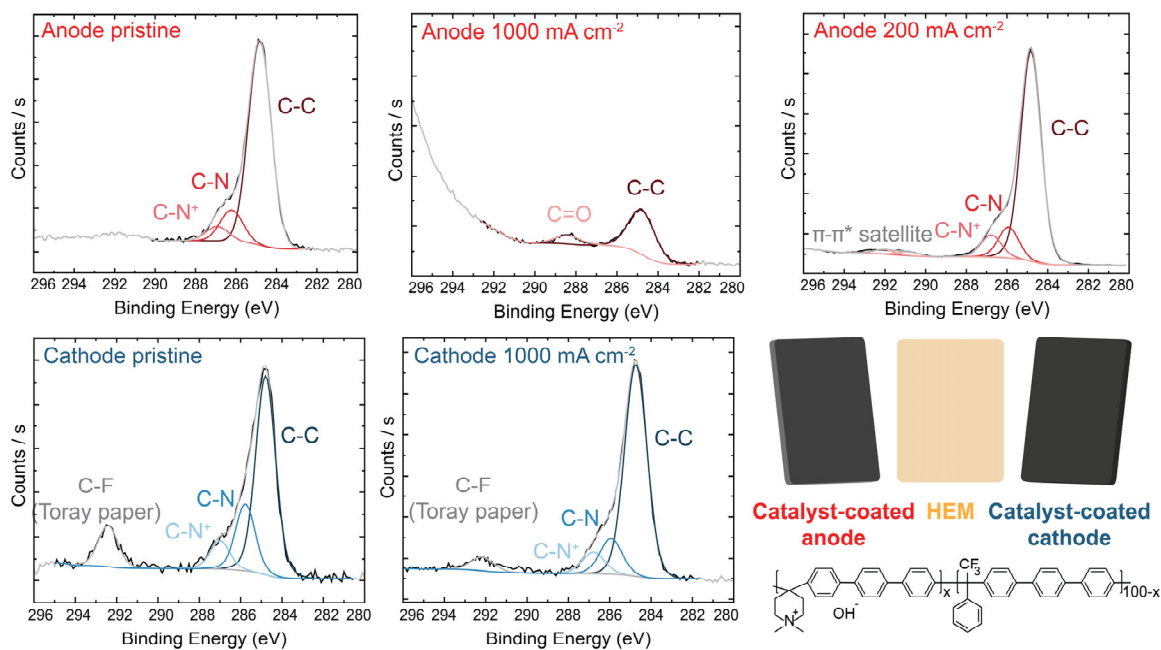 Anode pristine
Counts / s
C-C
C-N
C-N⁺
296 294 292 290 288 286 284 282 280
Binding Energy (eV)
Anode 1000 mA cm⁻²
Counts / s
C-C
C=O
296 294 292 290 288 286 284 282 280
Binding Energy (eV)
Anode 200 mA cm⁻²
Counts / s
C-C
C-N
C-N⁺
π-π* satellite
296 294 292 290 288 286 284 282 280
Binding Energy (eV)
Cathode pristine
Counts / s
C-C
C-F
(Toray paper)
C-N
C-N⁺
296 294 292 290 288 286 284 282 280
Binding Energy (eV)
Cathode 1000 mA cm⁻²
Counts / s
C-C
C-F
(Toray paper)
C-N
C-N⁺
296 294 292 290 288 286 284 282 280
Binding Energy (eV)
Catalyst-coated HEM Catalyst-coated
anode cathode
CF₃
x
100-x
N
+
OH⁻